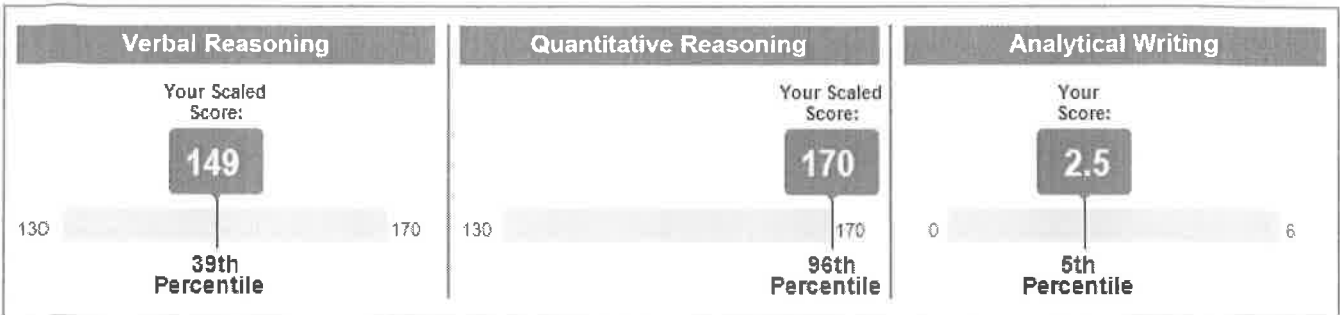 Verbal Reasoning
Your Scaled
Score:
149
130
170
39th
Percentile
Quantitative Reasoning
Your Scaled
Score:
170
130
170
96th
Percentile
Analytical Writing
Your
Score:
2.5
0
6
5th
Percentile